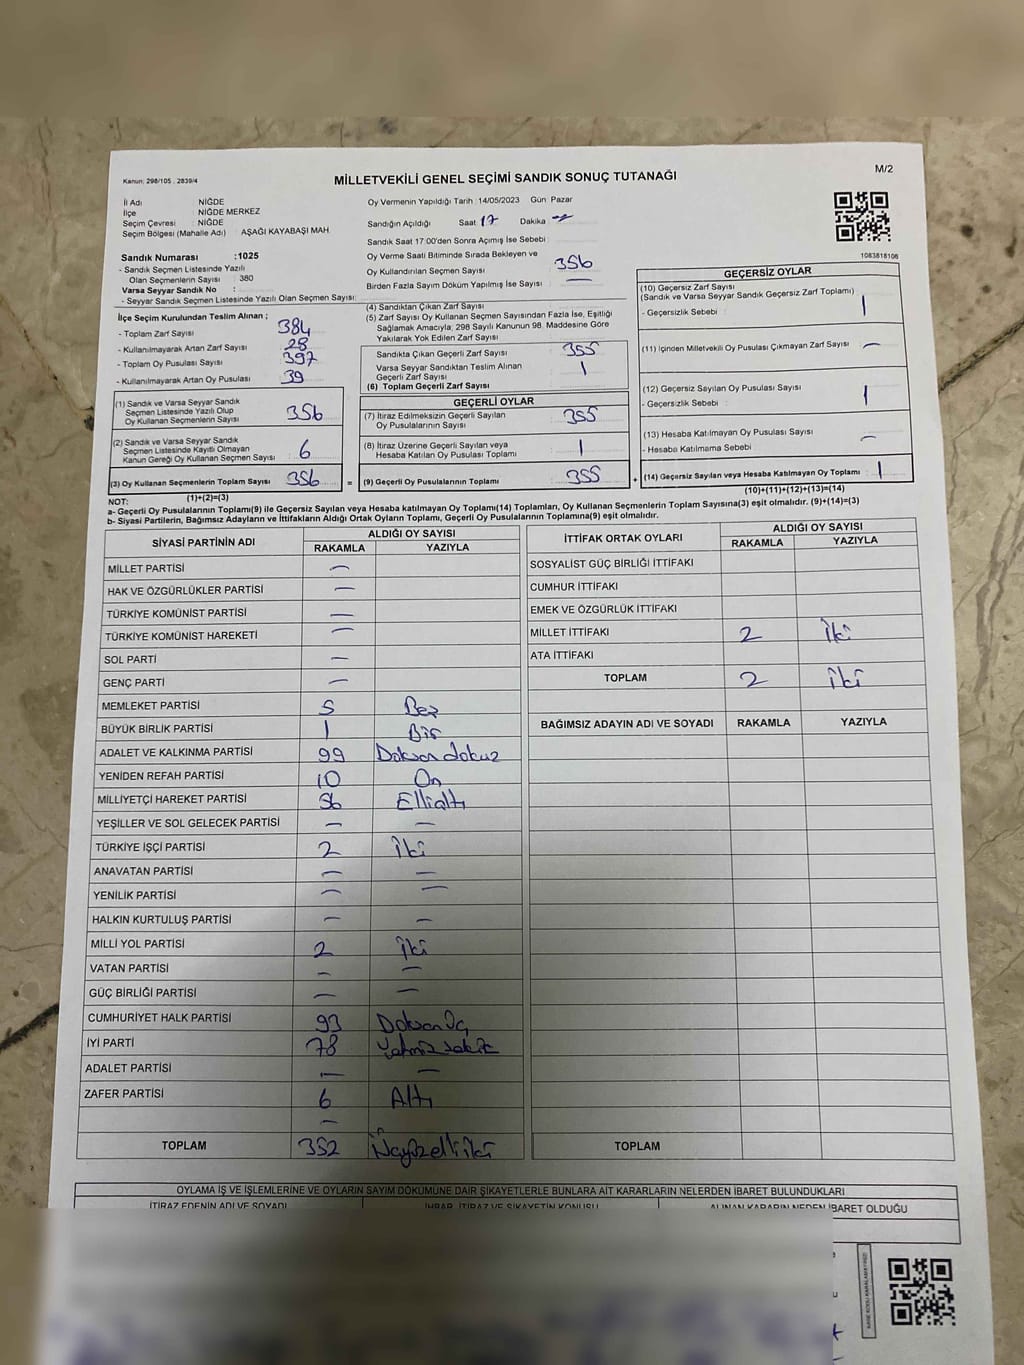 Kanun: 298/105 , 2839/4
MİLLETVEKİLİ GENEL SEÇİMİ SANDIK SONUÇ TUTANAĞI
M/2
İl Adı : NİĞDE
İlçe : NİĞDE MERKEZ
Seçim Çevresi : NİĞDE
Seçim Bölgesi (Mahalle Adı) : AŞAĞI KAYABAŞI MAH.
Sandık Numarası :1025
- Sandık Seçmen Listesinde Yazılı
Olan Seçmenlerin Sayısı : 380
Varsa Seyyar Sandık No :
- Seyyar Sandık Seçmen Listesinde Yazılı Olan Seçmen Sayısı:
Oy Vermenin Yapıldığı Tarih :14/05/2023 Gün Pazar
Sandığın Açıldığı Saat 17 Dakika
Sandık Saat 17:00'den Sonra Açımış İse Sebebi :
Oy Verme Saati Bitiminde Sırada Bekleyen ve
Oy Kullandırılan Seçmen Sayısı : 356
Birden Fazla Sayım Döküm Yapılmış İse Sayısı : —
1083818106
İlçe Seçim Kurulundan Teslim Alınan ;
- Toplam Zarf Sayısı : 384
- Kullanılmayarak Artan Zarf Sayısı : 28
- Toplam Oy Pusulası Sayısı : 397
- Kullanılmayarak Artan Oy Pusulası : 39
(1) Sandık ve Varsa Seyyar Sandık
Seçmen Listesinde Yazılı Olup
Oy Kullanan Seçmenlerin Sayısı : 356
(2) Sandık ve Varsa Seyyar Sandık
Seçmen Listesinde Kayıtlı Olmayan
Kanun Gereği Oy Kullanan Seçmen Sayısı : 6
(3) Oy Kullanan Seçmenlerin Toplam Sayısı : 356
(1)+(2)=(3)
(4) Sandıktan Çıkan Zarf Sayısı :
(5) Zarf Sayısı Oy Kullanan Seçmen Sayısından Fazla İse, Eşitliği
Sağlamak Amacıyla, 298 Sayılı Kanunun 98. Maddesine Göre
Yakılarak Yok Edilen Zarf Sayısı :
Sandıkta Çıkan Geçerli Zarf Sayısı : 355
Varsa Seyyar Sandıktan Teslim Alınan
Geçerli Zarf Sayısı : 1
(6) Toplam Geçerli Zarf Sayısı :
GEÇERLİ OYLAR
(7) İtiraz Edilmeksizin Geçerli Sayılan
Oy Pusulalarının Sayısı : 355
(8) İtiraz Üzerine Geçerli Sayılan veya
Hesaba Katılan Oy Pusulası Toplamı : 1
= (9) Geçerli Oy Pusulalarının Toplamı : 355 +
GEÇERSİZ OYLAR
(10) Geçersiz Zarf Sayısı
(Sandık ve Varsa Seyyar Sandık Geçersiz Zarf Toplamı)
- Geçersizlik Sebebi : 1
(11) İçinden Milletvekili Oy Pusulası Çıkmayan Zarf Sayısı : —
(12) Geçersiz Sayılan Oy Pusulası Sayısı
- Geçersizlik Sebebi : 1
(13) Hesaba Katılmayan Oy Pusulası Sayısı
- Hesaba Katılmama Sebebi : —
(14) Geçersiz Sayılan veya Hesaba Katılmayan Oy Toplamı : 1
(10)+(11)+(12)+(13)=(14)
NOT:
a- Geçerli Oy Pusulalarının Toplamı(9) ile Geçersiz Sayılan veya Hesaba katılmayan Oy Toplamı(14) Toplamları, Oy Kullanan Seçmenlerin Toplam Sayısına(3) eşit olmalıdır. (9)+(14)=(3)
b- Siyasi Partilerin, Bağımsız Adayların ve İttifakların Aldığı Ortak Oyların Toplamı, Geçerli Oy Pusulalarının Toplamına(9) eşit olmalıdır.
SİYASİ PARTİNİN ADI
ALDIĞI OY SAYISI
RAKAMLA YAZIYLA
MİLLET PARTİSİ —
HAK VE ÖZGÜRLÜKLER PARTİSİ —
TÜRKİYE KOMÜNİST PARTİSİ —
TÜRKİYE KOMÜNİST HAREKETİ —
SOL PARTİ —
GENÇ PARTİ —
MEMLEKET PARTİSİ 5 Beş
BÜYÜK BİRLİK PARTİSİ 1 Bir
ADALET VE KALKINMA PARTİSİ 99 Doksan dokuz
YENİDEN REFAH PARTİSİ 10 On
MİLLİYETÇİ HAREKET PARTİSİ 56 Ellialtı
YEŞİLLER VE SOL GELECEK PARTİSİ — —
TÜRKİYE İŞÇİ PARTİSİ 2 İki
ANAVATAN PARTİSİ — —
YENİLİK PARTİSİ — —
HALKIN KURTULUŞ PARTİSİ — —
MİLLİ YOL PARTİSİ 2 İki
VATAN PARTİSİ — —
GÜÇ BİRLİĞİ PARTİSİ — —
CUMHURİYET HALK PARTİSİ 93 Doksan Üç
İYİ PARTİ 78 Yetmiş sekiz
ADALET PARTİSİ — —
ZAFER PARTİSİ 6 Altı
—
TOPLAM 352 Üçyüzelliiki
İTTİFAK ORTAK OYLARI
ALDIĞI OY SAYISI
RAKAMLA YAZIYLA
SOSYALİST GÜÇ BİRLİĞİ İTTİFAKI
CUMHUR İTTİFAKI
EMEK VE ÖZGÜRLÜK İTTİFAKI
MİLLET İTTİFAKI 2 İki
ATA İTTİFAKI
TOPLAM 2 İki
BAĞIMSIZ ADAYIN ADI VE SOYADI RAKAMLA YAZIYLA
TOPLAM
OYLAMA İŞ VE İŞLEMLERİNE VE OYLARIN SAYIM DÖKÜMÜNE DAİR ŞİKAYETLERLE BUNLARA AİT KARARLARIN NELERDEN İBARET BULUNDUKLARI
İTİRAZ EDENİN ADI VE SOYADI İHBAR, İTİRAZ VE ŞİKAYETİN KONUSU ALINAN KARARIN NEDEN İBARET OLDUĞU